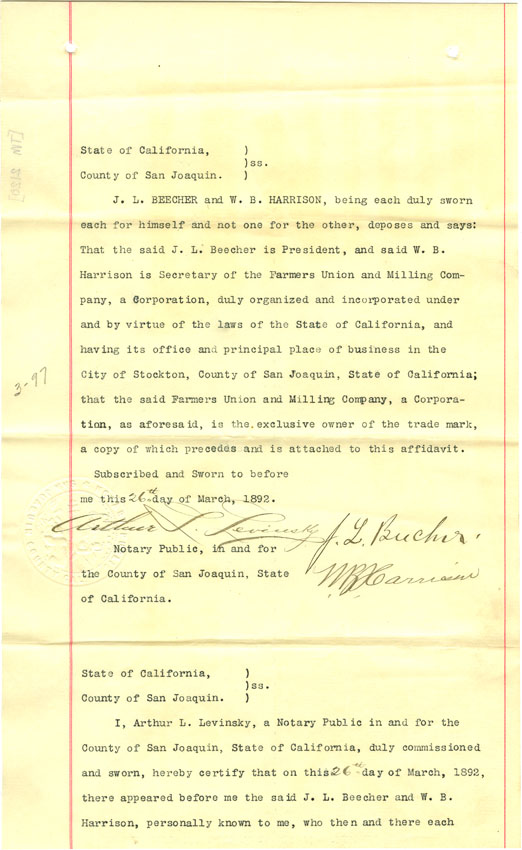 State of California, )
)ss.
County of San Joaquin. )
J. L. BEECHER and W. B. HARRISON, being each duly sworn
each for himself and not one for the other, deposes and says:
That the said J. L. Beecher is President, and said W. B.
Harrison is Secretary of the Farmers Union and Milling Com-
pany, a Corporation, duly organized and incorporated under
and by virtue of the laws of the State of California, and
having its office and principal place of business in the
City of Stockton, County of San Joaquin, State of California;
that the said Farmers Union and Milling Company, a Corpora-
tion, as aforesaid, is the exclusive owner of the trade mark,
a copy of which precedes and is attached to this affidavit.
Subscribed and Sworn to before
me this 26th day of March, 1892.
Arthur L. Levinsky
J. L. Beecher
Notary Public, in and for
W B Harrison
the County of San Joaquin, State
of California.
3-97
[TM 2120]
State of California, )
)ss.
County of San Joaquin. )
I, Arthur L. Levinsky, a Notary Public in and for the
County of San Joaquin, State of California, duly commissioned
and sworn, hereby certify that on this 26th day of March, 1892,
there appeared before me the said J. L. Beecher and W. B.
Harrison, personally known to me, who then and there each